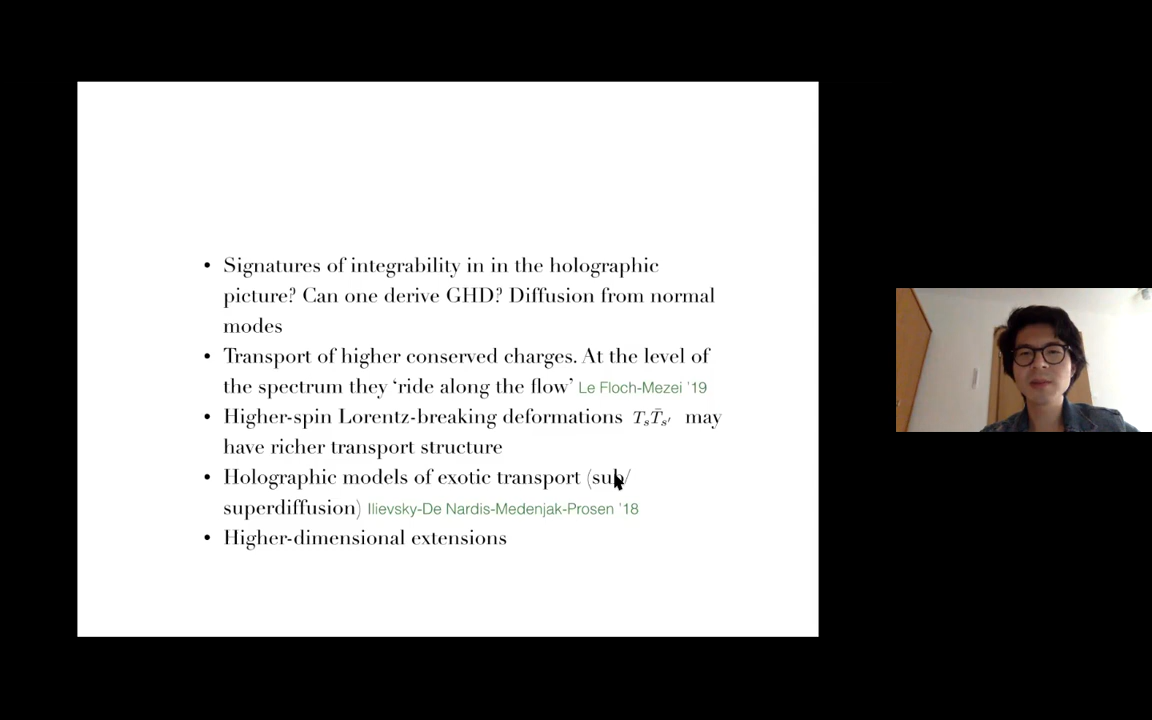 • Signatures of integrability in in the holographic
picture? Can one derive GHD? Diffusion from normal
modes
• Transport of higher conserved charges. At the level of
the spectrum they ‘ride along the flow’ Le Floch-Mezei '19
• Higher-spin Lorentz-breaking deformations $T_s\bar{T}_{s'}$ may
have richer transport structure
• Holographic models of exotic transport (sub/
superdiffusion) Ilievsky-De Nardis-Medenjak-Prosen '18
• Higher-dimensional extensions